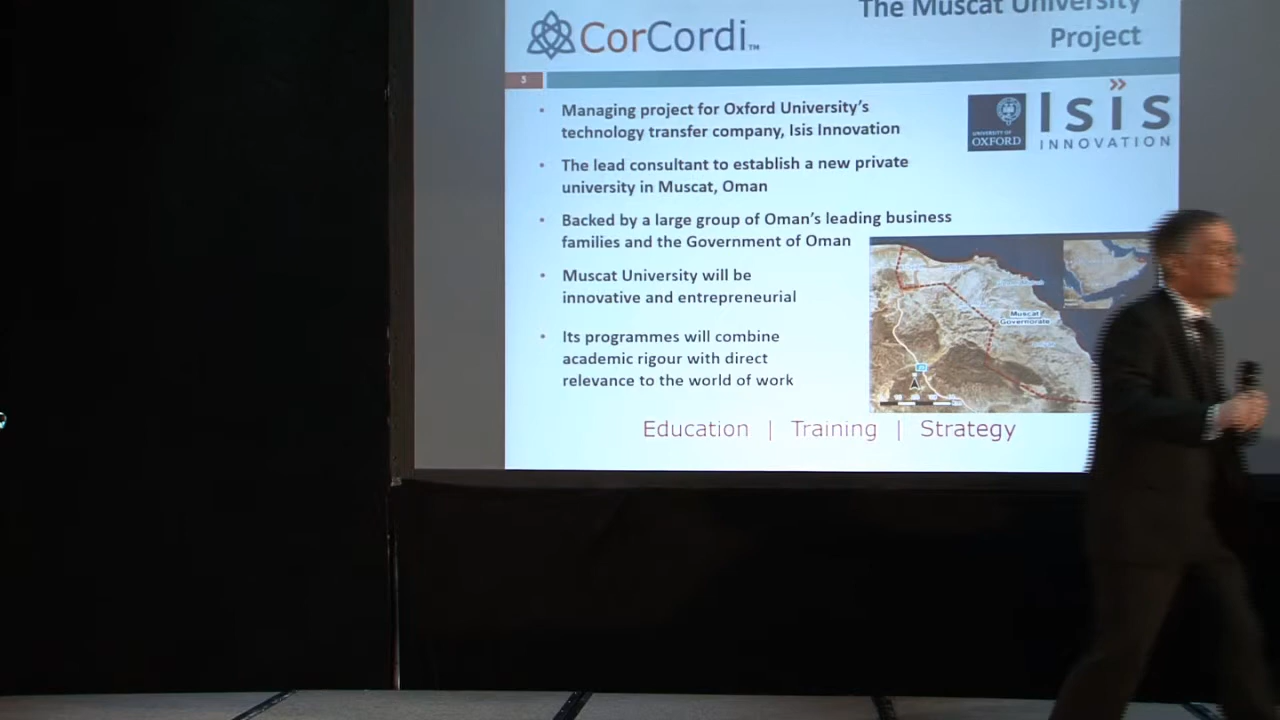 The Muscat University
CorCordi™
Project
5
• Managing project for Oxford University's
technology transfer company, Isis Innovation
UNIVERSITY OF
OXFORD
Isis
INNOVATION
• The lead consultant to establish a new private
university in Muscat, Oman
• Backed by a large group of Oman's leading business
families and the Government of Oman
• Muscat University will be
innovative and entrepreneurial
Muscat
Governorate
• Its programmes will combine
academic rigour with direct
relevance to the world of work
Education | Training | Strategy